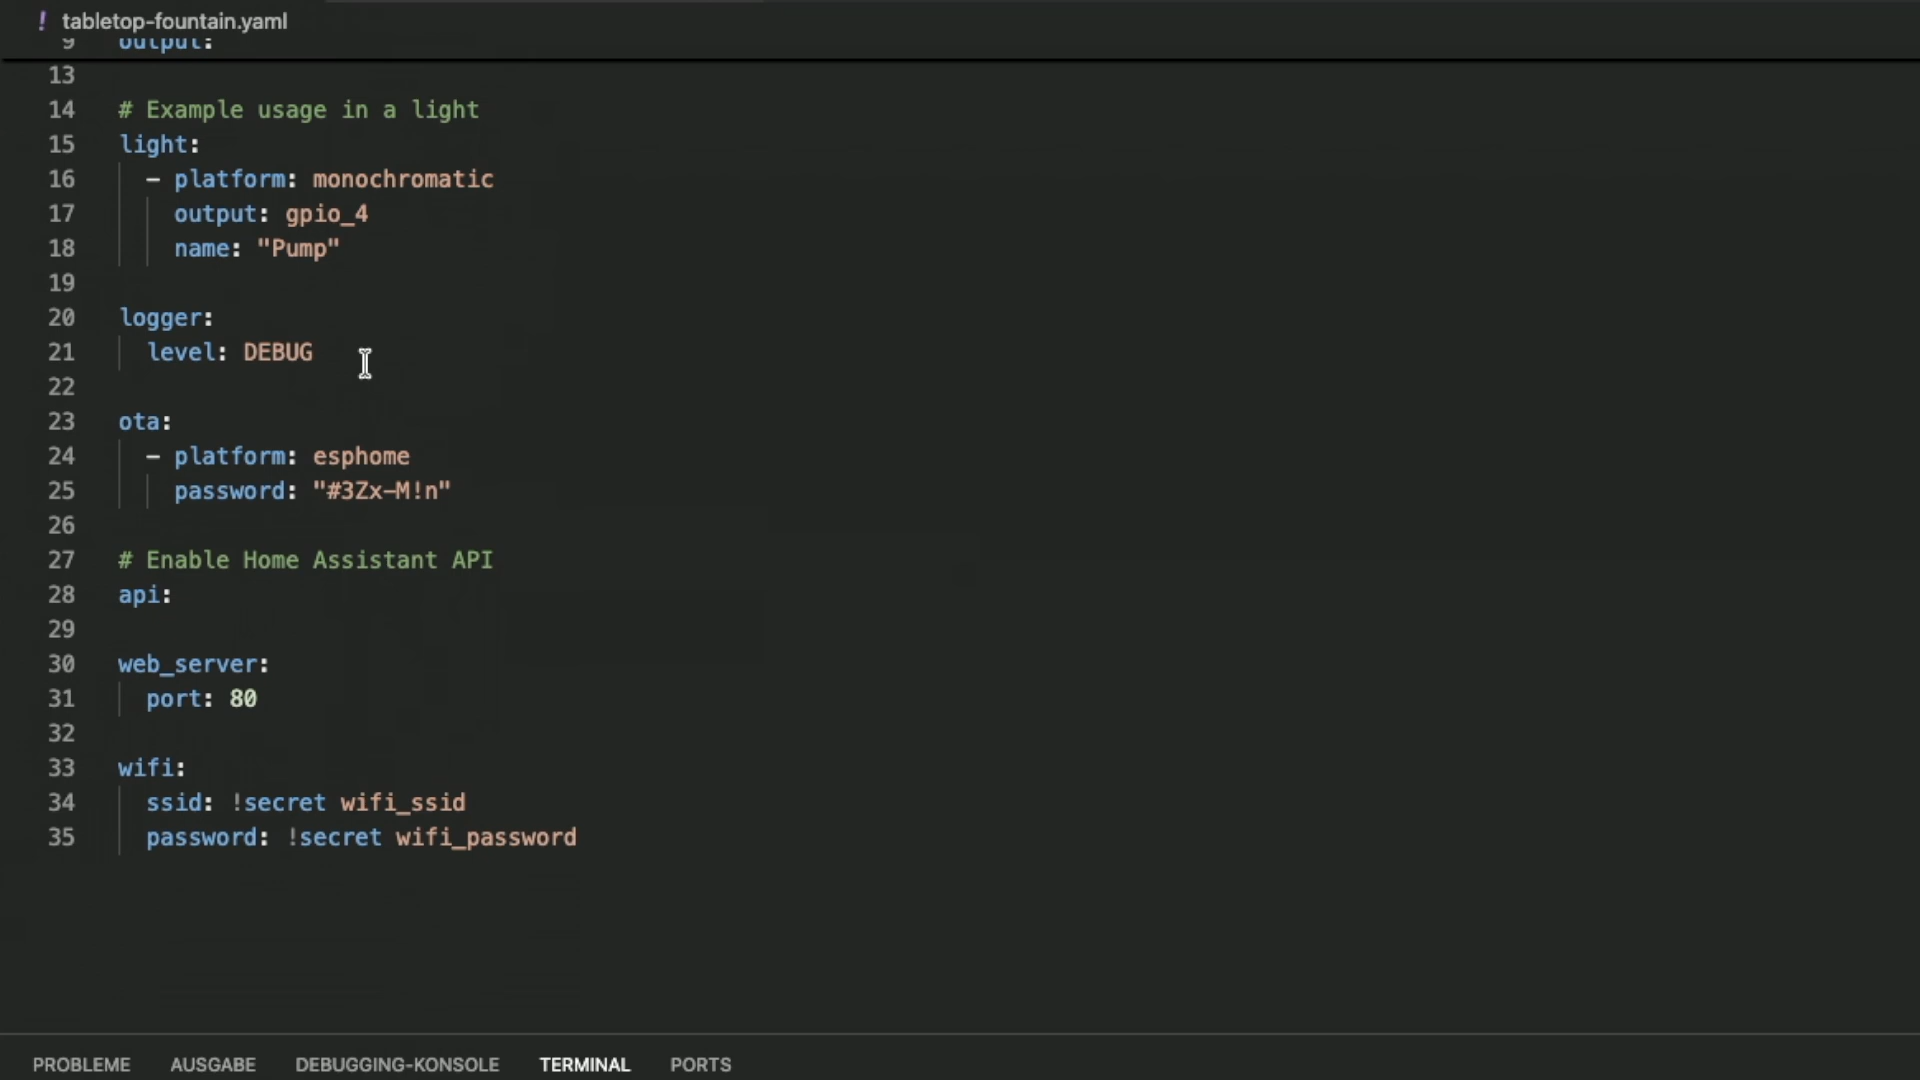 ! tabletop-fountain.yaml
9 output:
13
14 # Example usage in a light
15 light:
16 - platform: monochromatic
17 output: gpio_4
18 name: "Pump"
19
20 logger:
21 level: DEBUG
22
23 ota:
24 - platform: esphome
25 password: "#3Zx-M!n"
26
27 # Enable Home Assistant API
28 api:
29
30 web_server:
31 port: 80
32
33 wifi:
34 ssid: !secret wifi_ssid
35 password: !secret wifi_password
PROBLEME AUSGABE DEBUGGING-KONSOLE TERMINAL PORTS